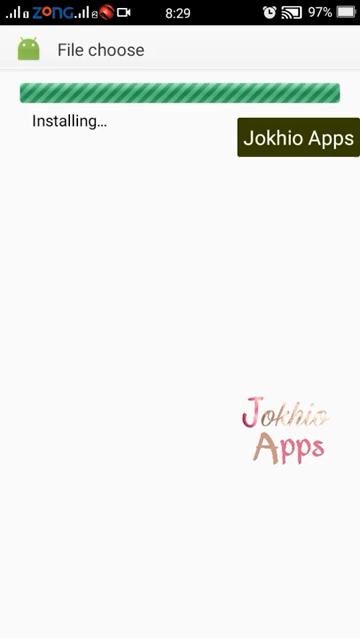 ZONG 8:29 97%
File choose
Installing...
Jokhio Apps
Jokhio
Apps